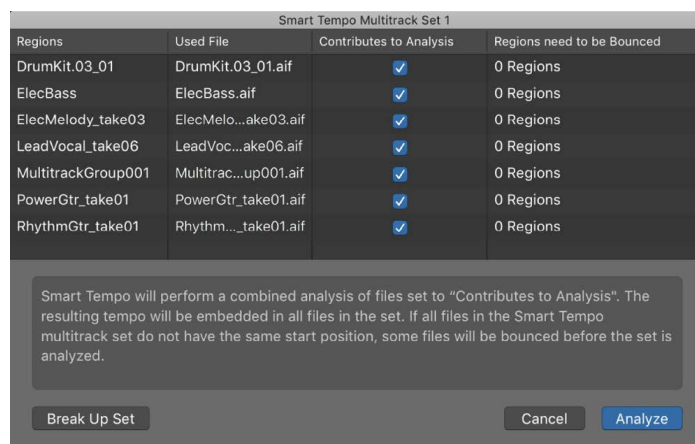 Smart Tempo Multitrack Set 1
Regions Used File Contributes to Analysis Regions need to be Bounced
DrumKit.03_01 DrumKit.03_01.aif 0 Regions
ElecBass ElecBass.aif 0 Regions
ElecMelody_take03 ElecMelo...ake03.aif 0 Regions
LeadVocal_take06 LeadVoc...ake06.aif 0 Regions
MultitrackGroup001 Multitrac...up001.aif 0 Regions
PowerGtr_take01 PowerGtr_take01.aif 0 Regions
RhythmGtr_take01 Rhythm..._take01.aif 0 Regions
Smart Tempo will perform a combined analysis of files set to “Contributes to Analysis". The
resulting tempo will be embedded in all files in the set. If all files in the Smart Tempo
multitrack set do not have the same start position, some files will be bounced before the set is
analyzed.
Break Up Set Cancel Analyze